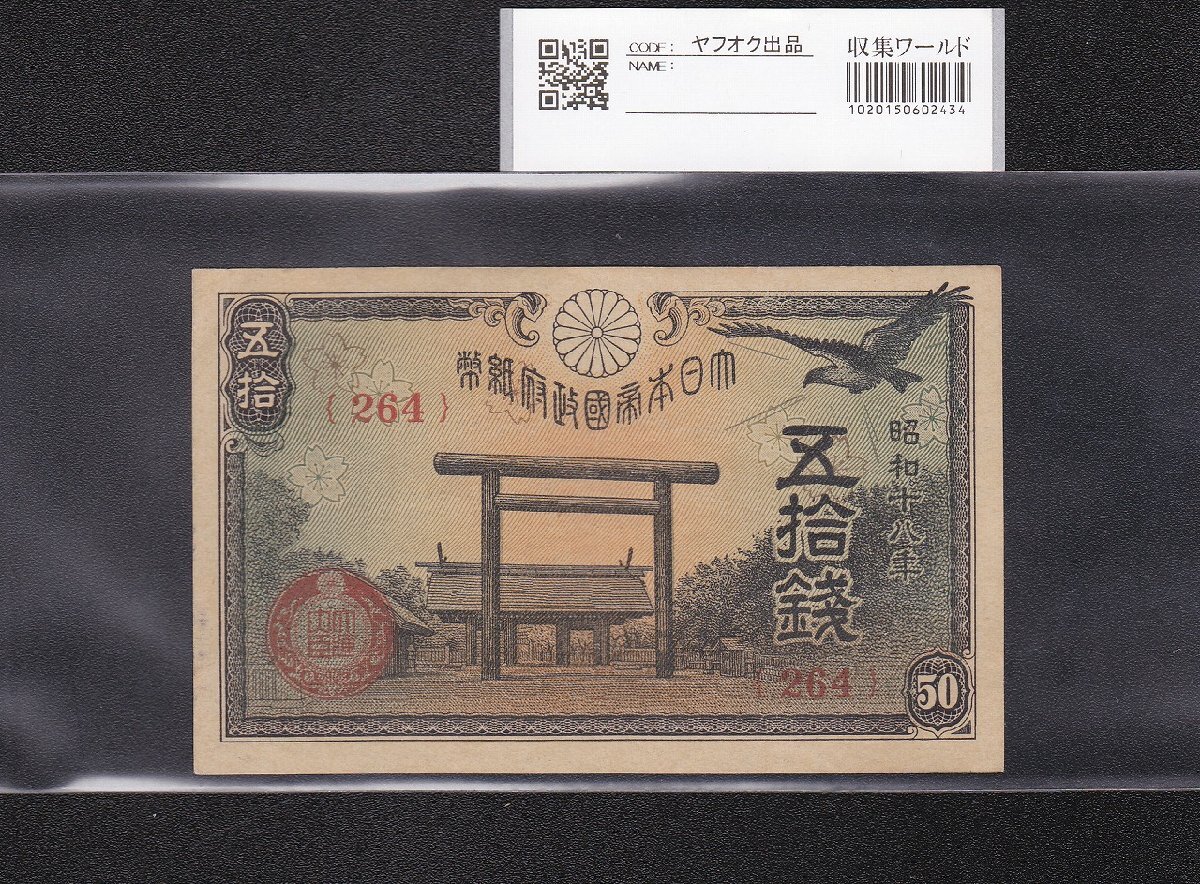 CODE: ヤフオク出品
NAME:
収集ワールド
1020150602434
五拾
大日本帝國政府紙幣
{ 264 }
昭和十八年
五拾錢
{ 264 }
50